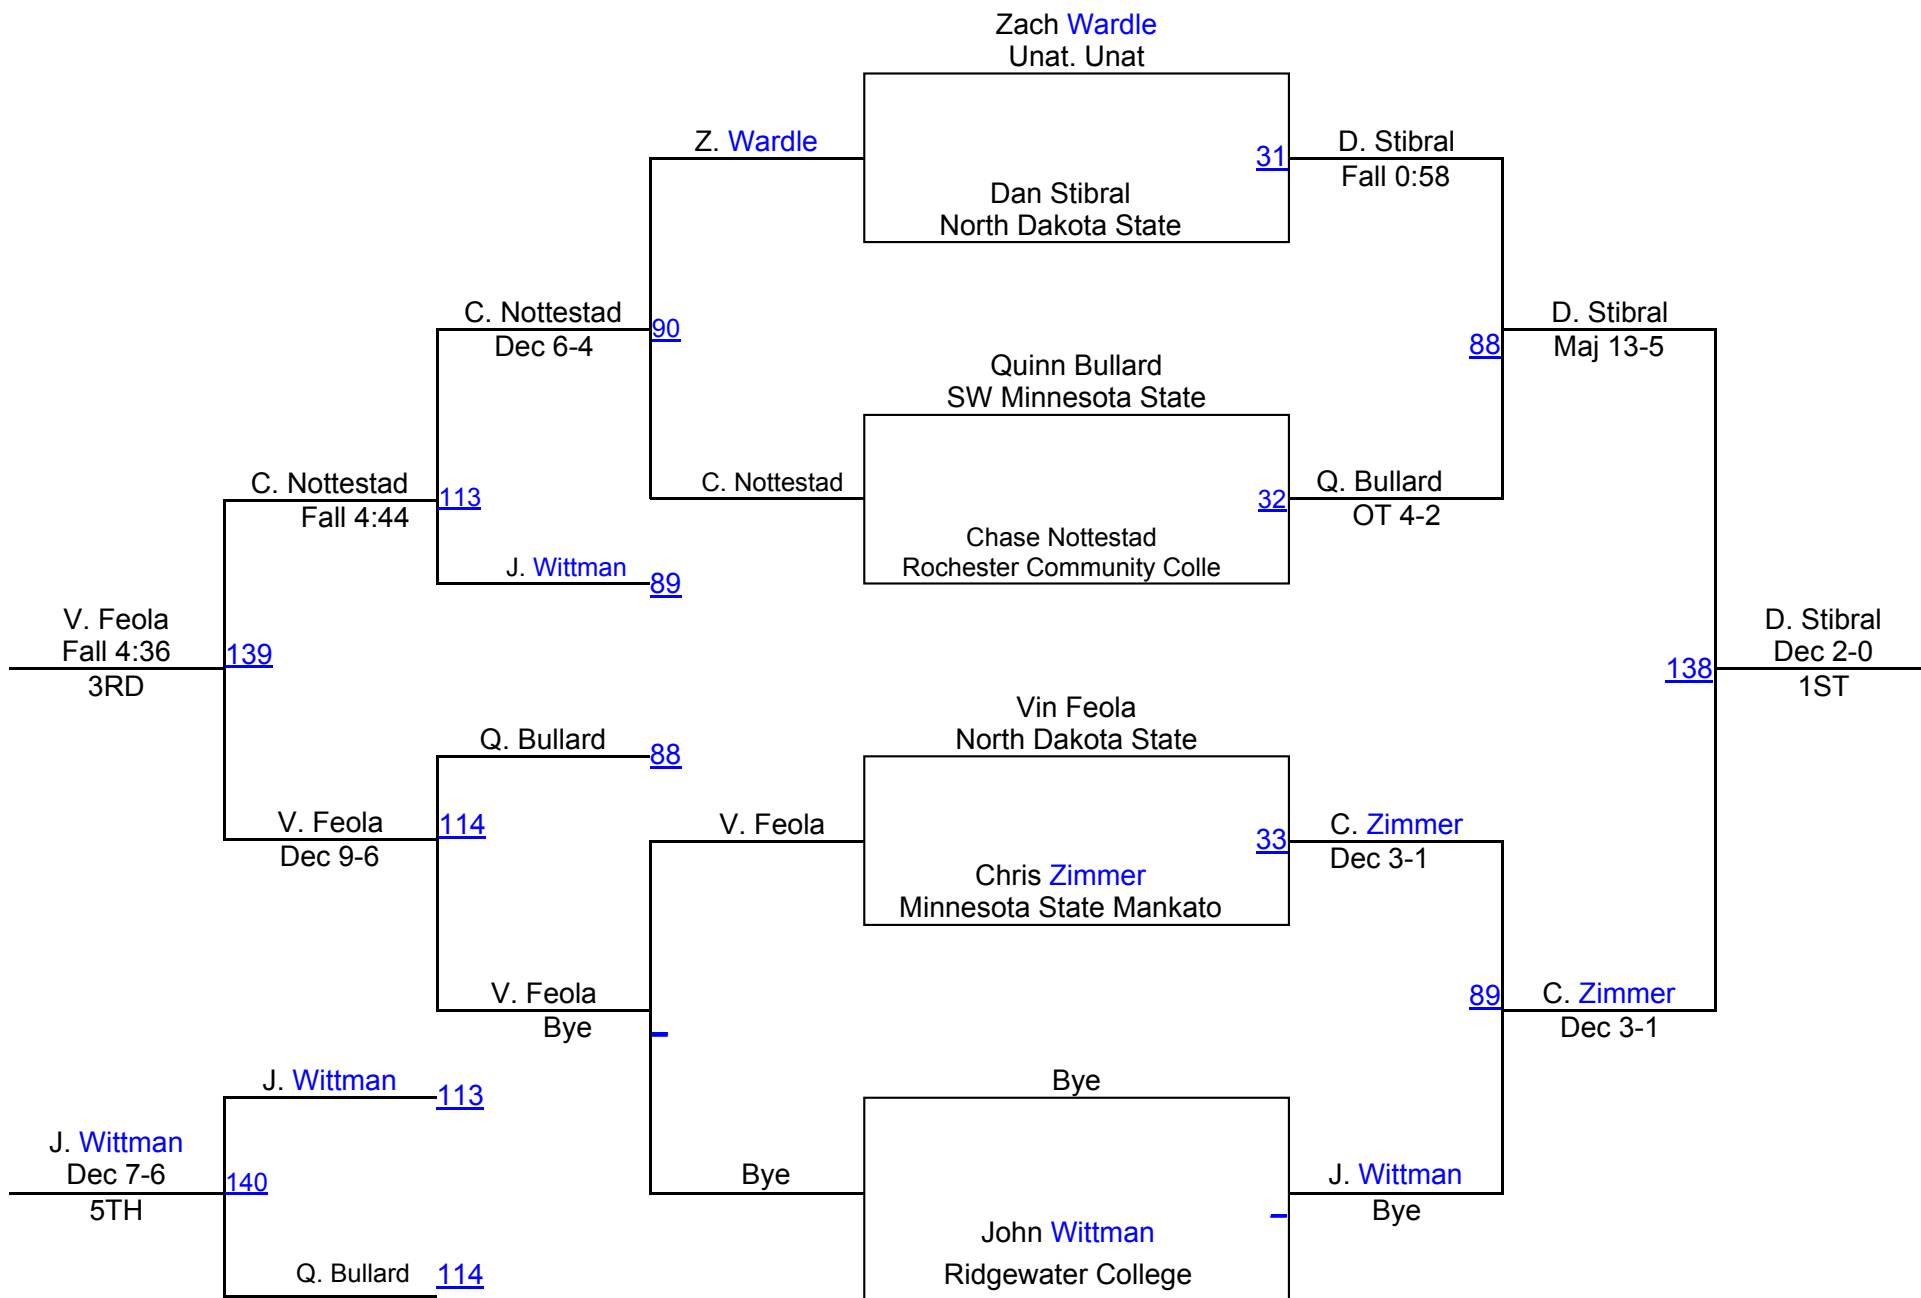 Zach Wardle
Unat. Unat
Z. Wardle
31
D. Stibral
Fall 0:58
Dan Stibral
North Dakota State
C. Nottestad
Dec 6-4
90
88
D. Stibral
Maj 13-5
Quinn Bullard
SW Minnesota State
C. Nottestad
Fall 4:44
113
C. Nottestad
32
Q. Bullard
OT 4-2
Chase Nottestad
Rochester Community Colle
J. Wittman
89
V. Feola
Fall 4:36
3RD
139
138
D. Stibral
Dec 2-0
1ST
Q. Bullard
88
Vin Feola
North Dakota State
V. Feola
Dec 9-6
114
V. Feola
33
C. Zimmer
Dec 3-1
Chris Zimmer
Minnesota State Mankato
V. Feola
Bye
89
C. Zimmer
Dec 3-1
J. Wittman
113
Bye
J. Wittman
Dec 7-6
5TH
140
Bye
J. Wittman
Bye
John Wittman
Ridgewater College
Q. Bullard
114